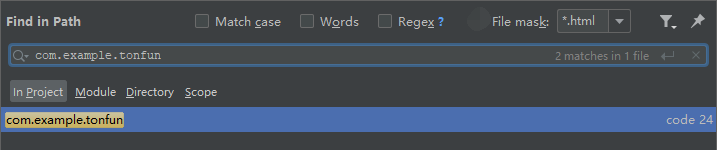 Find in Path Match case Words Regex ? File mask: *.html
com.example.tonfun 2 matches in 1 file
In Project Module Directory Scope
com.example.tonfun code 24